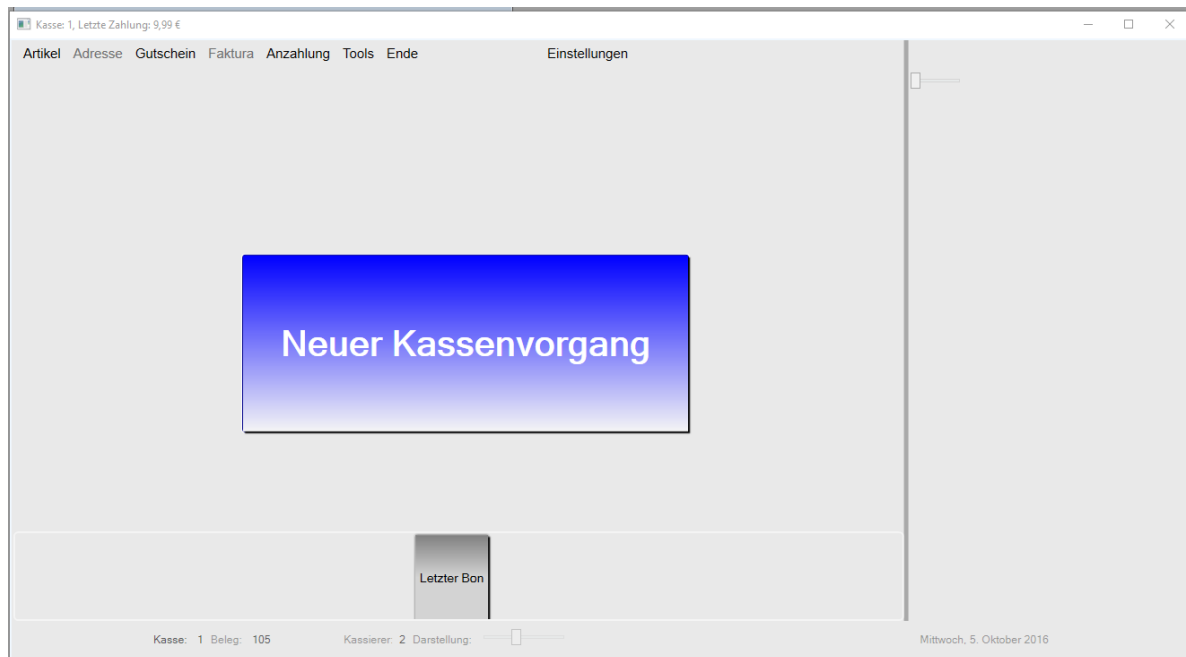 Kasse: 1, Letzte Zahlung: 9,99 €
Artikel Adresse Gutschein Faktura Anzahlung Tools Ende Einstellungen
Neuer Kassenvorgang
Letzter Bon
Kasse: 1 Beleg: 105 Kassierer: 2 Darstellung: Mittwoch, 5. Oktober 2016